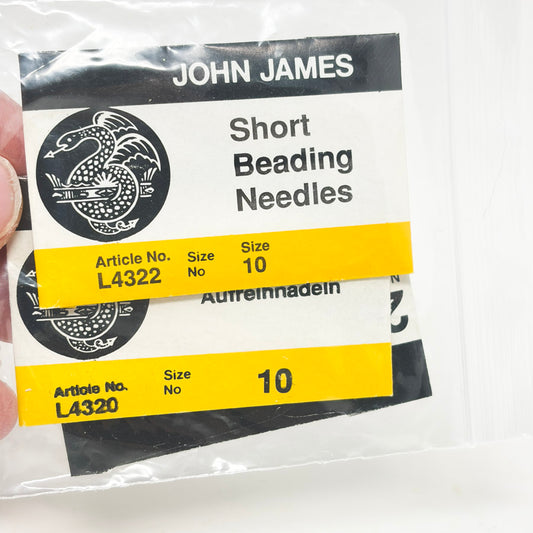 JOHN JAMES
Short
Beading
Needles
Article No. Size No Size 10
L4322
Aufreihnadeln
Article No. Size No 10
L4320
2